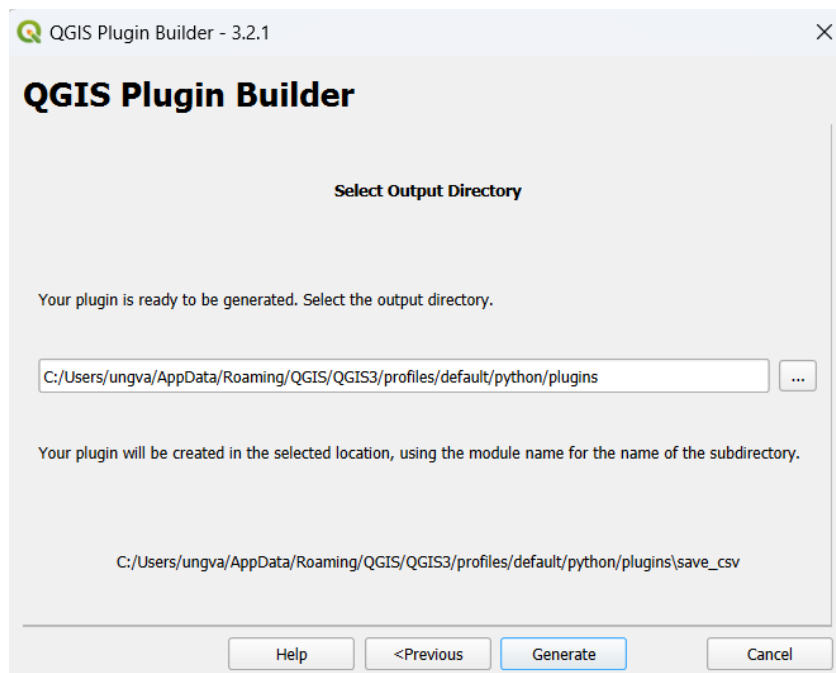 QGIS Plugin Builder - 3.2.1
QGIS Plugin Builder
Select Output Directory
Your plugin is ready to be generated. Select the output directory.
C:/Users/ungva/AppData/Roaming/QGIS/QGIS3/profiles/default/python/plugins
...
Your plugin will be created in the selected location, using the module name for the name of the subdirectory.
C:/Users/ungva/AppData/Roaming/QGIS/QGIS3/profiles/default/python/plugins\save_csv
Help <Previous Generate Cancel